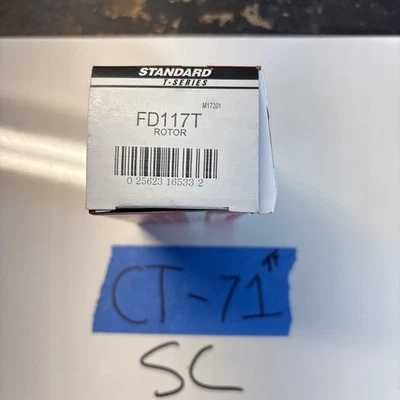 STANDARD
T-SERIES
M17201
FD117T
ROTOR
0 25623 16533 2
CT-71
SC